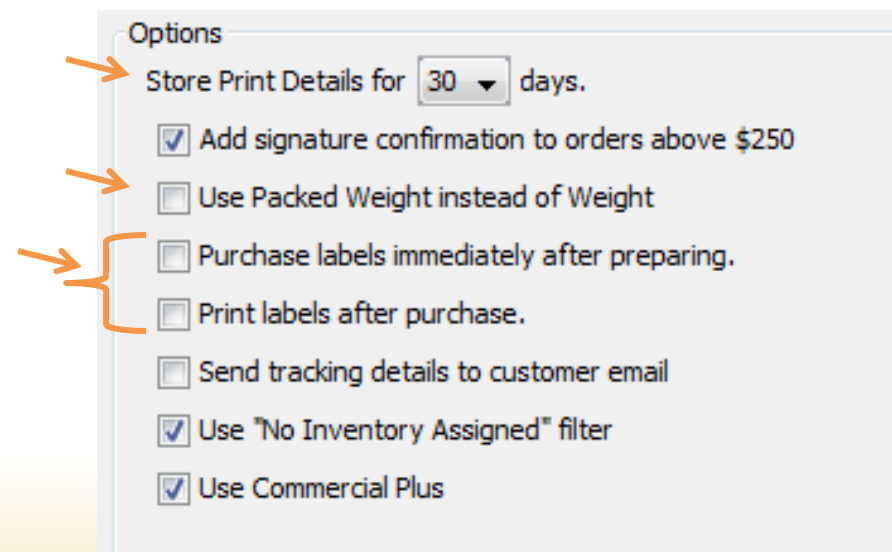 Options
Store Print Details for 30 days.
Add signature confirmation to orders above $250
Use Packed Weight instead of Weight
Purchase labels immediately after preparing.
Print labels after purchase.
Send tracking details to customer email
Use "No Inventory Assigned" filter
Use Commercial Plus